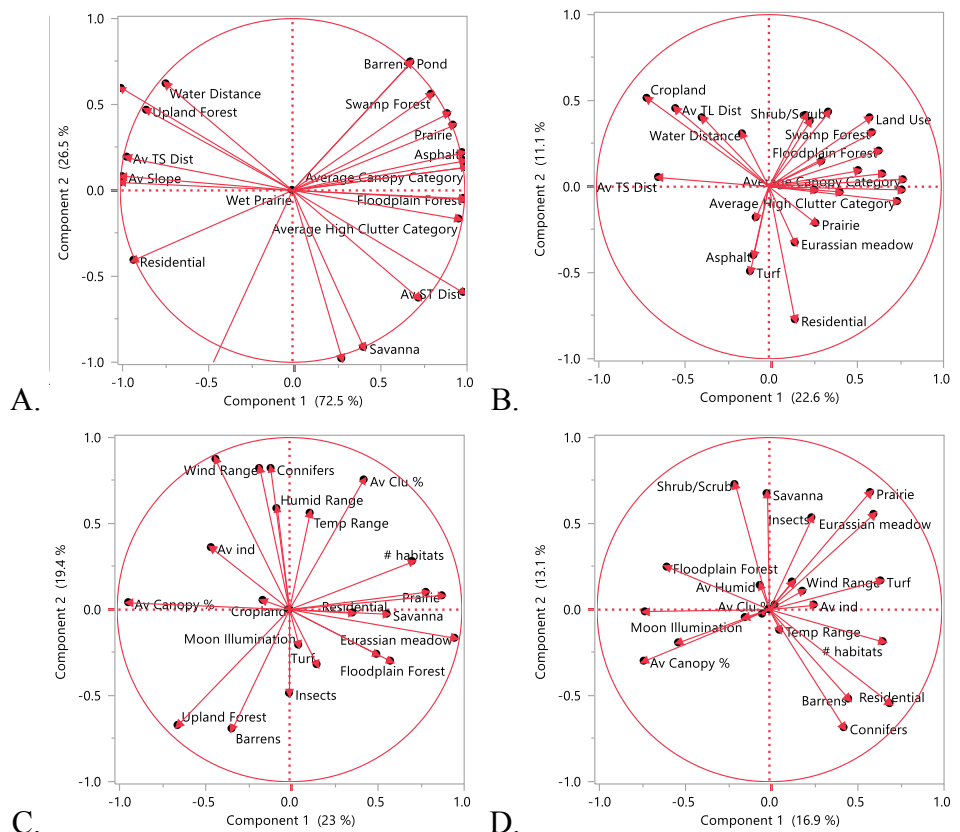 1.0
0.5
0.0
-0.5
-1.0
Component 2 (26.5 %)
Barrens Pond
Water Distance
Swamp Forest
Upland Forest
Prairie
Asphalt
Av TS Dist
Average Canopy Category
Av Slope
Wet Prairie
Floodplain Forest
Average High Clutter Category
Residential
Av ST Dist
Savanna
-1.0 -0.5 0.0 0.5 1.0
Component 1 (72.5 %)
A.
1.0
0.5
0.0
-0.5
-1.0
Component 2 (11.1 %)
Cropland
Av TL Dist
Shrub/Scrub
Land Use
Water Distance
Swamp Forest
Floodplain Forest
Average Canopy Category
Av TS Dist
Average High Clutter Category
Prairie
Eurassian meadow
Asphalt
Turf
Residential
-1.0 -0.5 0.0 0.5 1.0
Component 1 (22.6 %)
B.
1.0
0.5
0.0
-0.5
-1.0
Component 2 (19.4 %)
Wind Range
Connifers
Av Clu %
Humid Range
Temp Range
Av ind
# habitats
Av Canopy %
Cropland
Residential
Prairie
Savanna
Moon Illumination
Eurassian meadow
Turf
Floodplain Forest
Insects
Upland Forest
Barrens
-1.0 -0.5 0.0 0.5 1.0
Component 1 (23 %)
C.
1.0
0.5
0.0
-0.5
-1.0
Component 2 (13.1 %)
Shrub/Scrub
Savanna
Prairie
Insects
Eurassian meadow
Floodplain Forest
Av Humid
Wind Range
Turf
Av Clu %
Av ind
Moon Illumination
Temp Range
# habitats
Av Canopy %
Barrens
Residential
Connifers
-1.0 -0.5 0.0 0.5 1.0
Component 1 (16.9 %)
D.